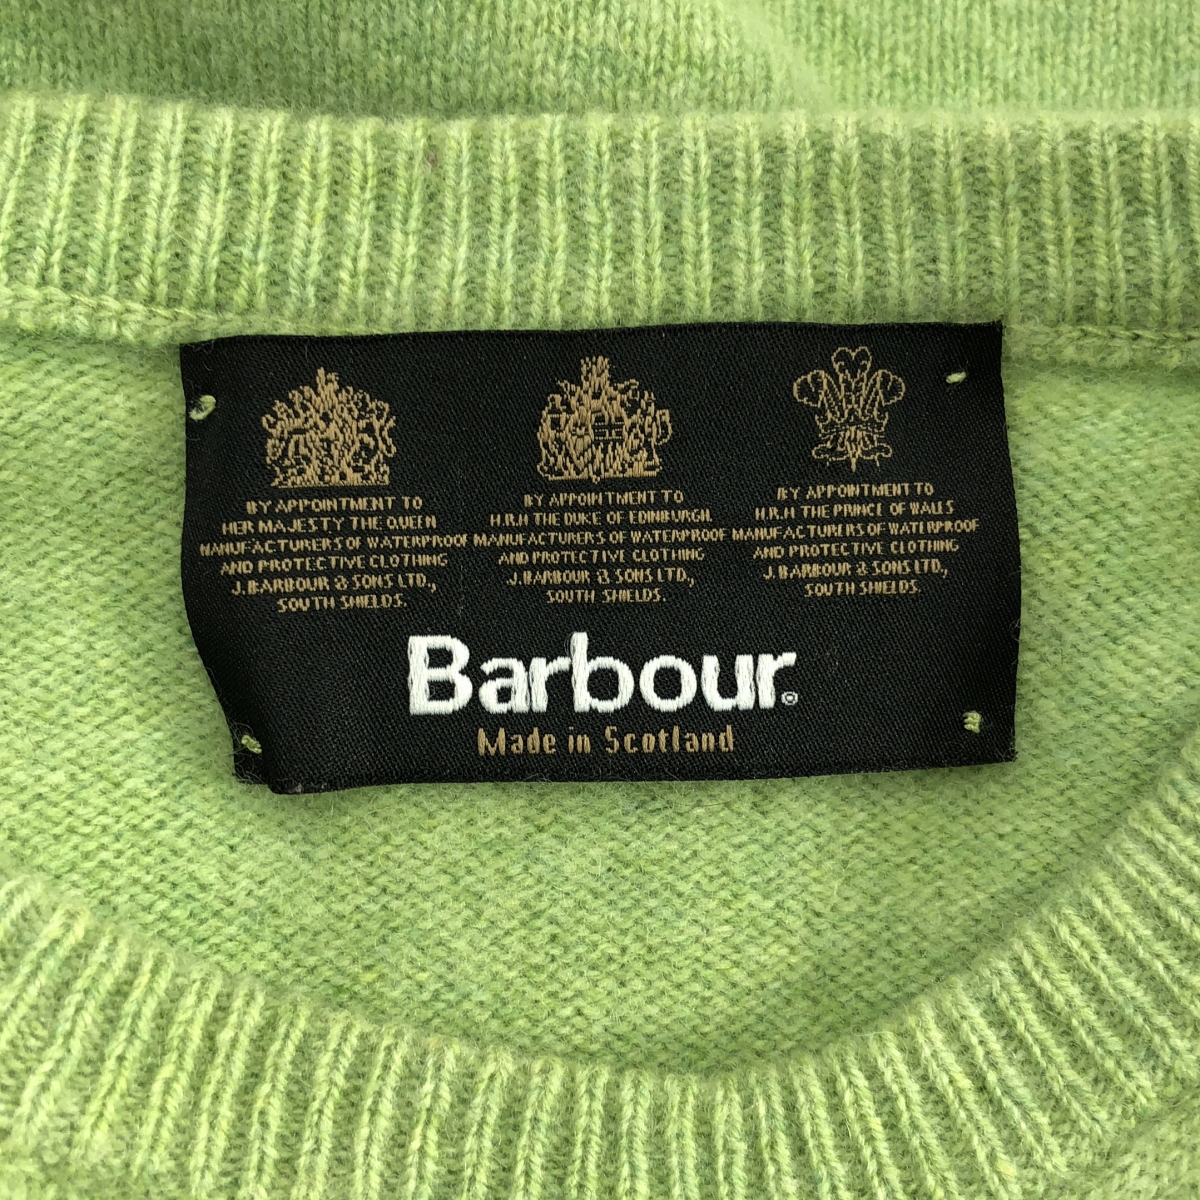 BY APPOINTMENT TO
HER MAJESTY THE QUEEN
MANUFACTURERS OF WATERPROOF
AND PROTECTIVE CLOTHING
J. BARBOUR & SONS LTD.,
SOUTH SHIELDS.
BY APPOINTMENT TO
H.R.H THE DUKE OF EDINBURGH.
MANUFACTURERS OF WATERPROOF
AND PROTECTIVE CLOTHING
J. BARBOUR & SONS LTD.,
SOUTH SHIELDS.
BY APPOINTMENT TO
H.R.H THE PRINCE OF WALES
MANUFACTURERS OF WATERPROOF
AND PROTECTIVE CLOTHING
J. BARBOUR & SONS LTD.,
SOUTH SHIELDS.
Barbour®
Made in Scotland